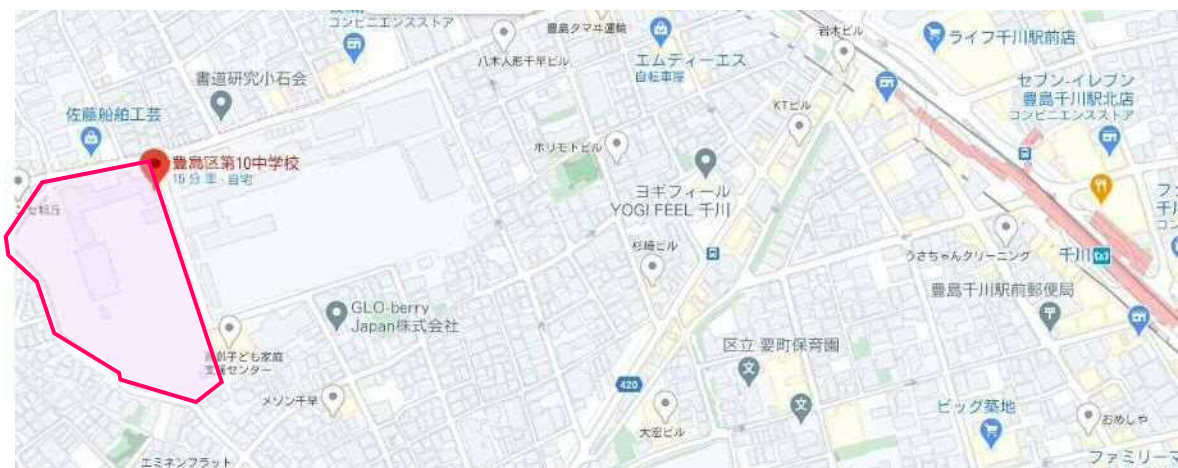 コンビニエンスストア
豊島タマヰ運輸
岩木ビル
ライフ千川駅前店
八木人形千早ビル
エムディーエス
自転車屋
書道研究小石会
セブン-イレブン
豊島千川駅北店
コンビニエンスストア
佐藤船舶工芸
KTビル
豊島区第10中学校
15 分 車 - 自宅
ホリモトビル
ヨギフィール
YOGI FEEL 千川
杉崎ビル
うさちゃんクリーニング
千川
豊島千川駅前郵便局
GLO-berry
Japan株式会社
子ども家庭
支援センター
区立 要町保育園
420
メゾン千早
大宏ビル
ビッグ築地
おめしや
エミネンフラット
ファミリーマ